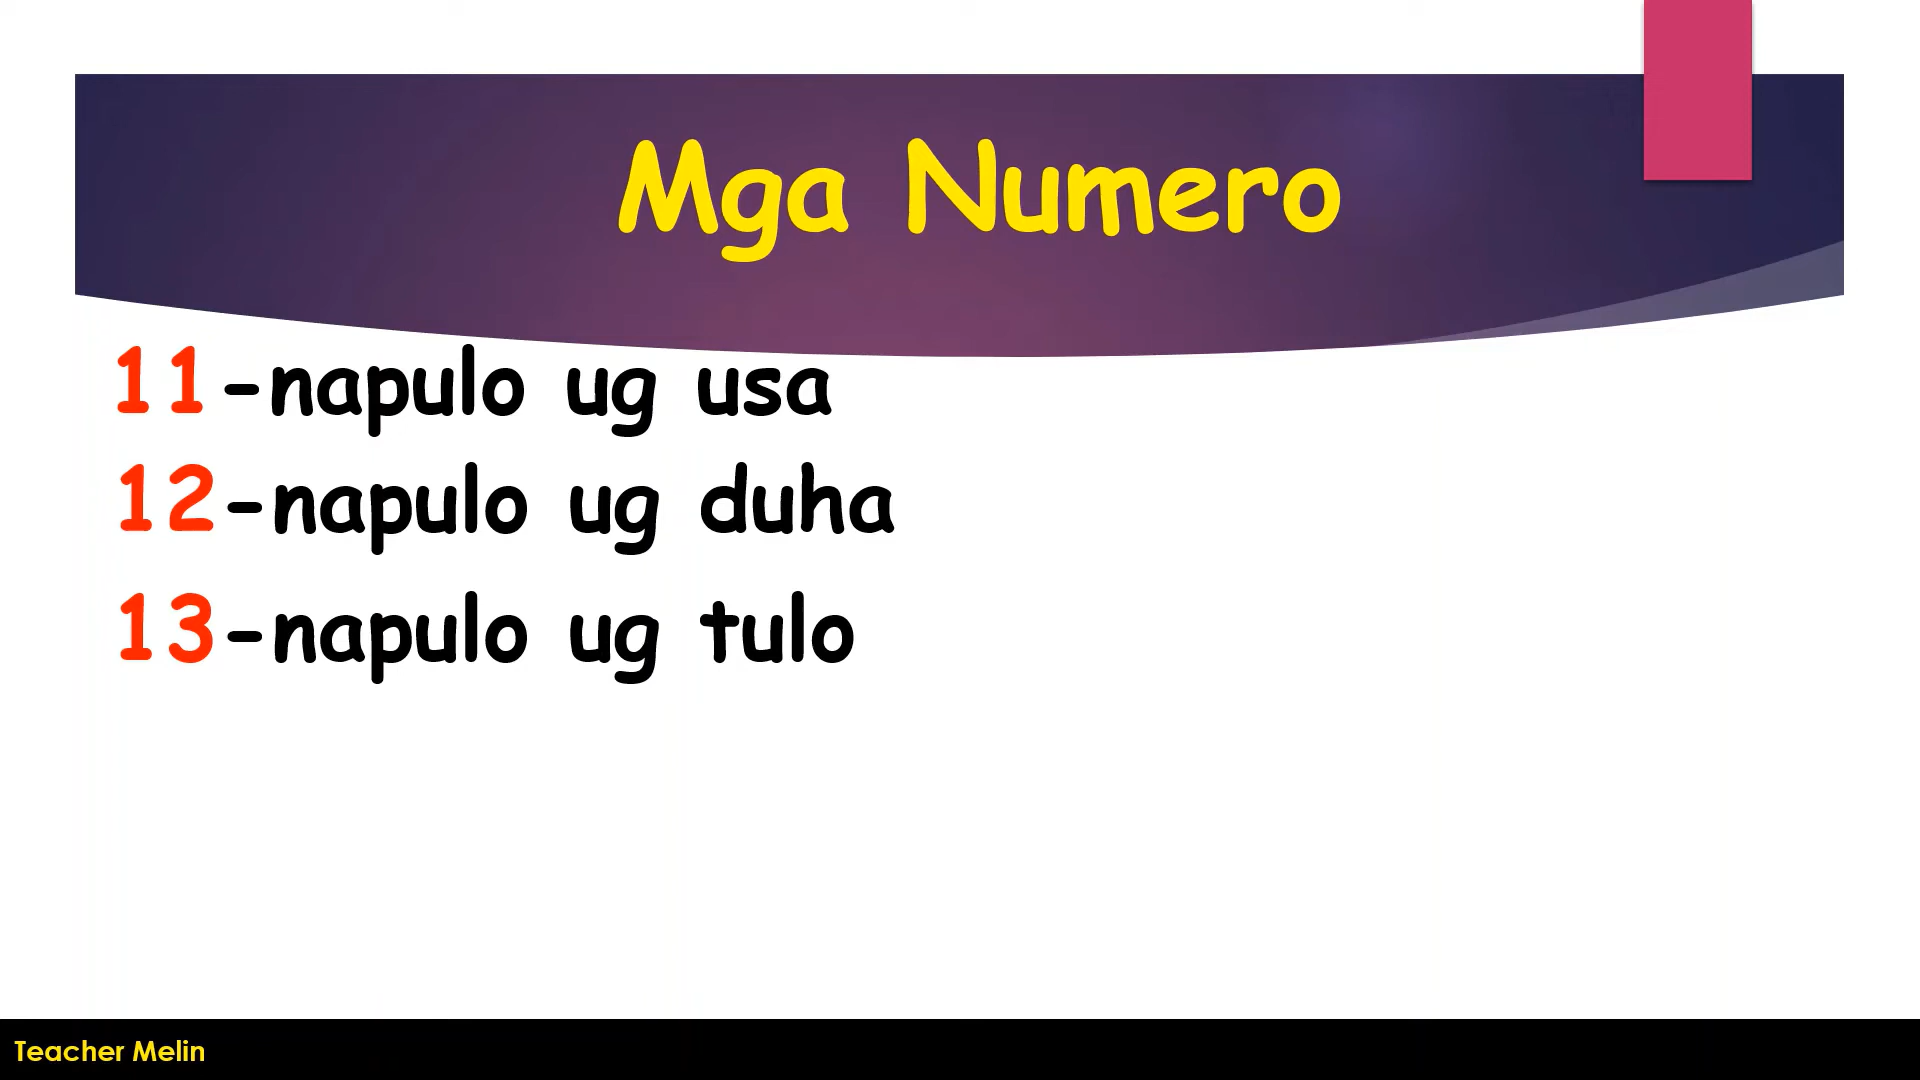 Mga Numero
11-napulo ug usa
12-napulo ug duha
13-napulo ug tulo
Teacher Melin